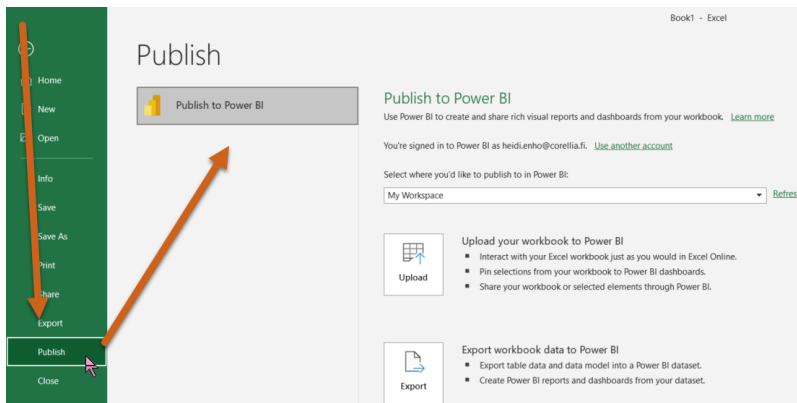 Book1 - Excel
Publish
Home
New
Open
Info
Save
Save As
Print
Share
Export
Publish
Close
Publish to Power BI
Publish to Power BI
Use Power BI to create and share rich visual reports and dashboards from your workbook. Learn more
You're signed in to Power BI as heidi.enho@corellia.fi. Use another account
Select where you'd like to publish to in Power BI:
My Workspace
Refres
Upload
Upload your workbook to Power BI
▪ Interact with your Excel workbook just as you would in Excel Online.
▪ Pin selections from your workbook to Power BI dashboards.
▪ Share your workbook or selected elements through Power BI.
Export
Export workbook data to Power BI
▪ Export table data and data model into a Power BI dataset.
▪ Create Power BI reports and dashboards from your dataset.